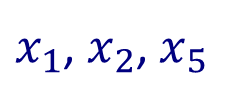 x₁, x₂, x₅